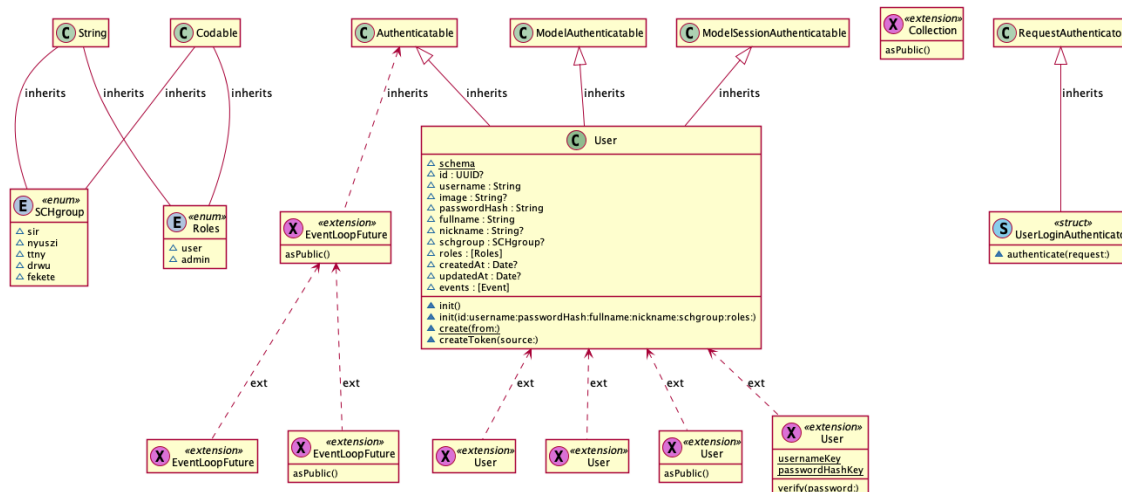 C String
C Codable
C Authenticatable
C ModelAuthenticatable
C ModelSessionAuthenticatable
X «extension»
Collection
asPublic()
C RequestAuthenticato
inherits
inherits
inherits
inherits
inherits
inherits
inherits
inherits
inherits
E «enum»
SCHgroup
sir
nyuszi
ttny
drwu
fekete
E «enum»
Roles
user
admin
X «extension»
EventLoopFuture
asPublic()
C User
schema
id : UUID?
username : String
image : String?
passwordHash : String
fullname : String
nickname : String?
schgroup : SCHgroup?
roles : [Roles]
createdAt : Date?
updatedAt : Date?
events : [Event]
init()
init(id:username:passwordHash:fullname:nickname:schgroup:roles:)
create(from:)
createToken(source:)
S «struct»
UserLoginAuthenticato
authenticate(request:)
ext
ext
ext
ext
ext
ext
X «extension»
EventLoopFuture
X «extension»
EventLoopFuture
asPublic()
X «extension»
User
X «extension»
User
X «extension»
User
asPublic()
X «extension»
User
usernameKey
passwordHashKey
verify(password:)